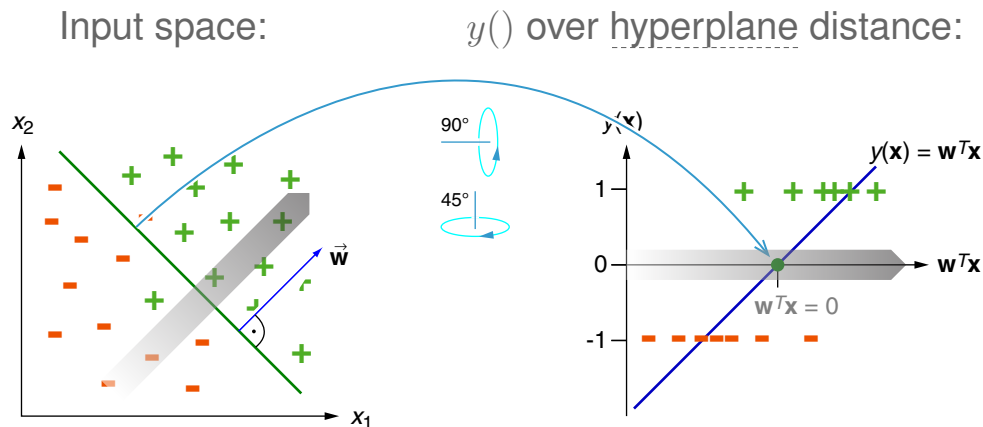 Input space:
y() over hyperplane distance:
x₂
90°
45°
y(x)
y(x) = wᵀx
1
0
-1
wᵀx
wᵀx = 0
w⃗
x₁